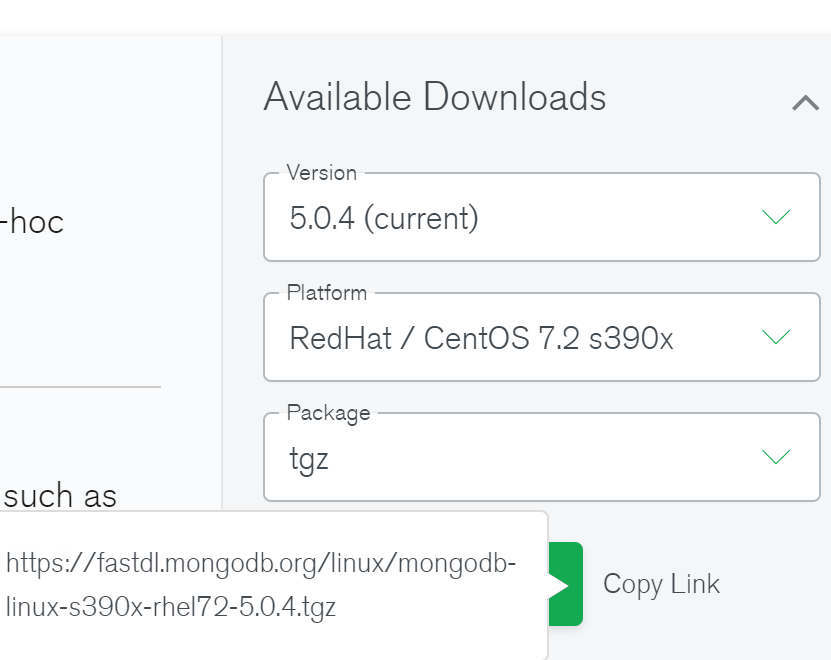 Available Downloads
Version
5.0.4 (current)
-hoc
Platform
RedHat / CentOS 7.2 s390x
Package
tgz
such as
https://fastdl.mongodb.org/linux/mongodb-
linux-s390x-rhel72-5.0.4.tgz
Copy Link